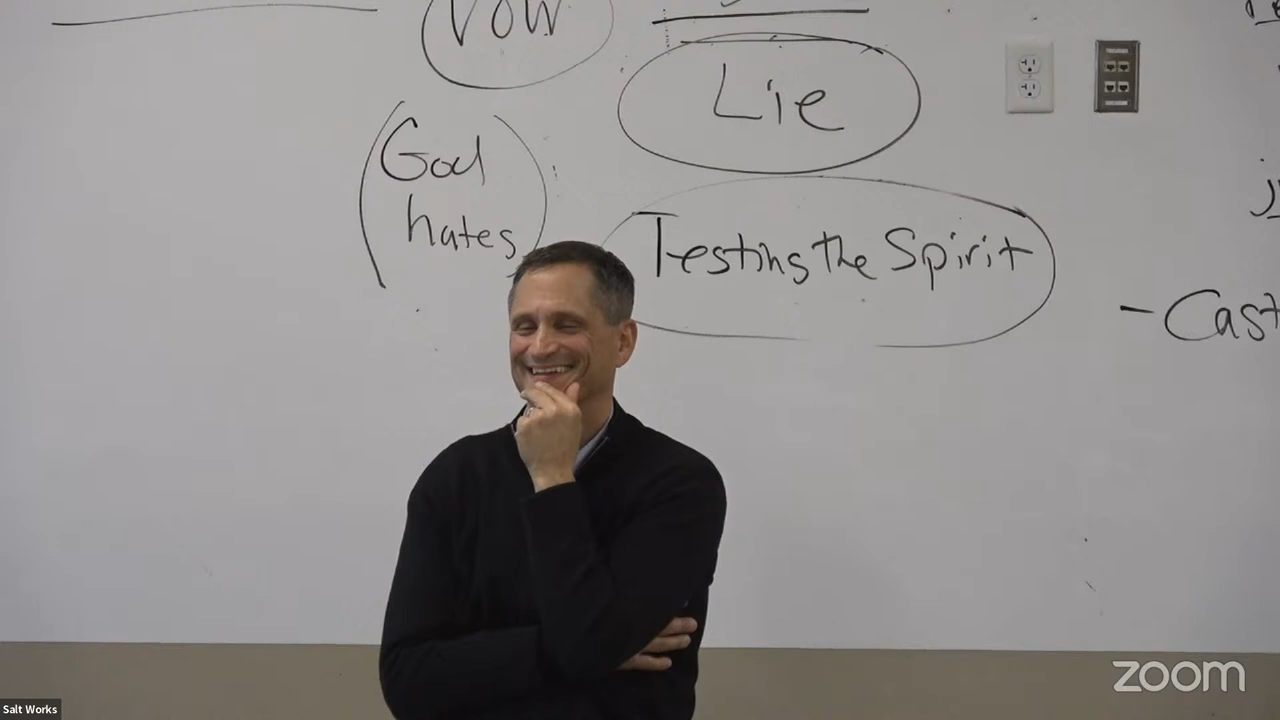 Vow
Lie
God
hates
Testing the Spirit
- Cast
zoom
Salt Works